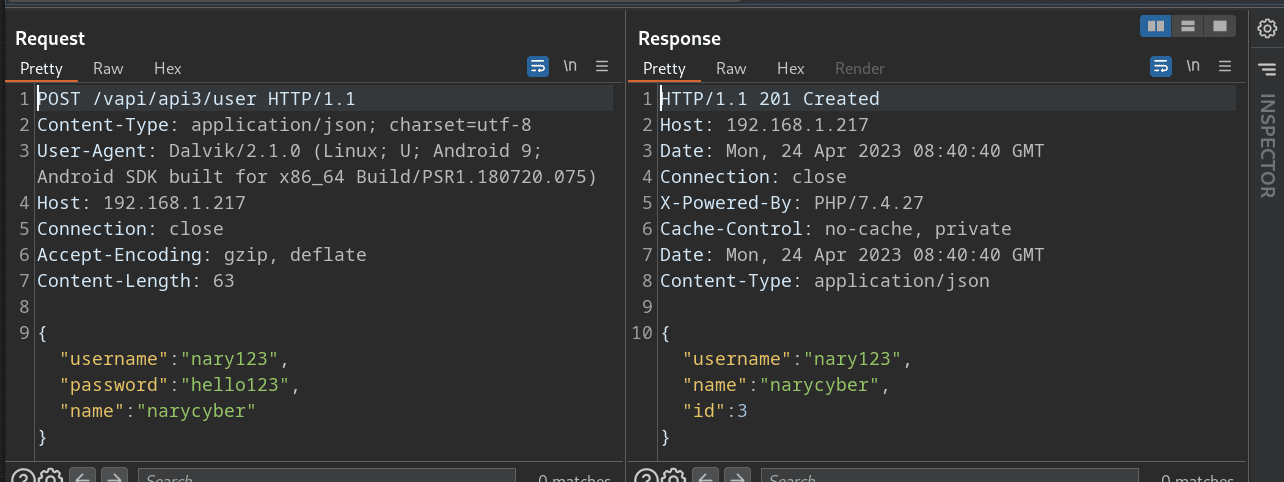 Request
Pretty Raw Hex \n
1 POST /vapi/api3/user HTTP/1.1
2 Content-Type: application/json; charset=utf-8
3 User-Agent: Dalvik/2.1.0 (Linux; U; Android 9;
Android SDK built for x86_64 Build/PSR1.180720.075)
4 Host: 192.168.1.217
5 Connection: close
6 Accept-Encoding: gzip, deflate
7 Content-Length: 63
8
9 {
"username":"nary123",
"password":"hello123",
"name":"narycyber"
}
Search 0 matches
Response
Pretty Raw Hex Render \n
1 HTTP/1.1 201 Created
2 Host: 192.168.1.217
3 Date: Mon, 24 Apr 2023 08:40:40 GMT
4 Connection: close
5 X-Powered-By: PHP/7.4.27
6 Cache-Control: no-cache, private
7 Date: Mon, 24 Apr 2023 08:40:40 GMT
8 Content-Type: application/json
9
10 {
"username":"nary123",
"name":"narycyber",
"id":3
}
Search 0 matches
INSPECTOR